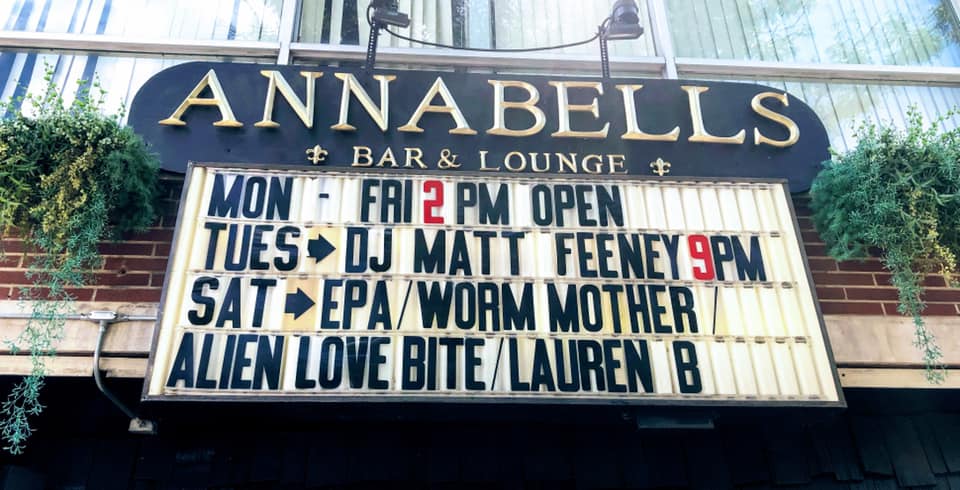 ANNABELLS
BAR & LOUNGE
MON - FRI 2 PM OPEN
TUES → DJ MATT FEENEY 9PM
SAT → EPA/WORM MOTHER /
ALIEN LOVE BITE/LAUREN B